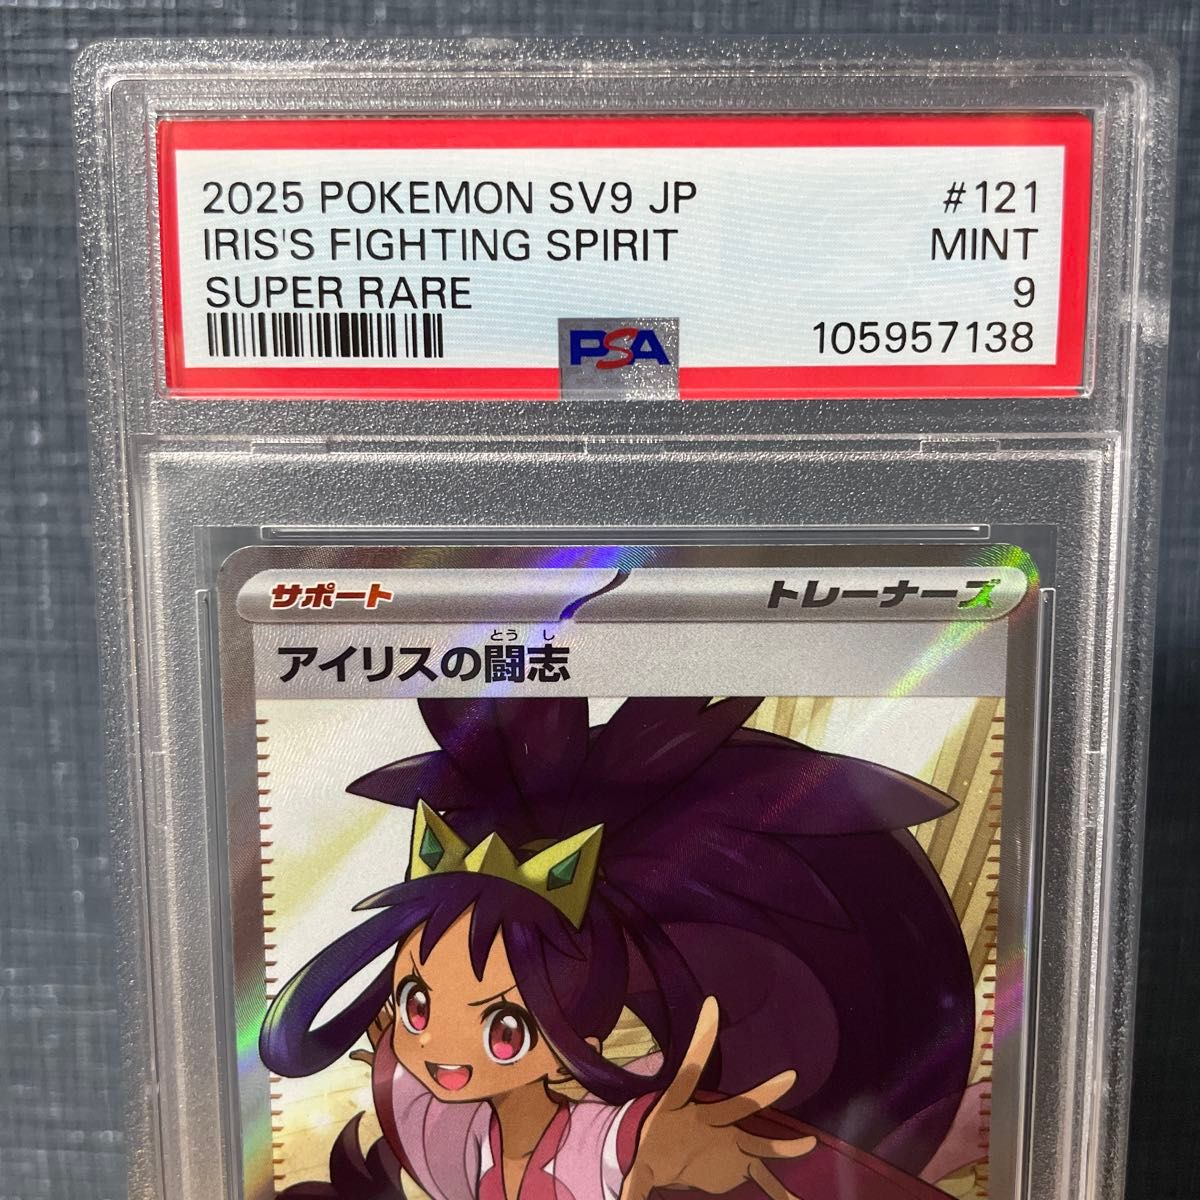 2025 POKEMON SV9 JP #121
IRIS'S FIGHTING SPIRIT MINT
SUPER RARE 9
PSA 105957138
サポート トレーナーズ
とうし
アイリスの闘志